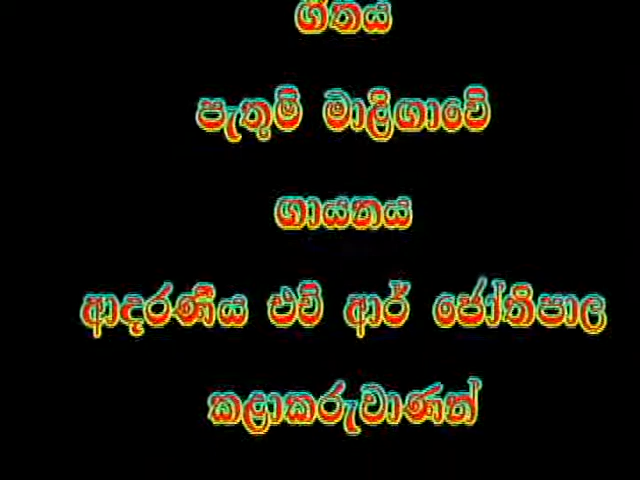 ගීතය
පැතුම් මාළිගාවේ
ගායනය
ආදරණීය එච් ආර් ජෝතිපාල
කලාකරුවාණන්